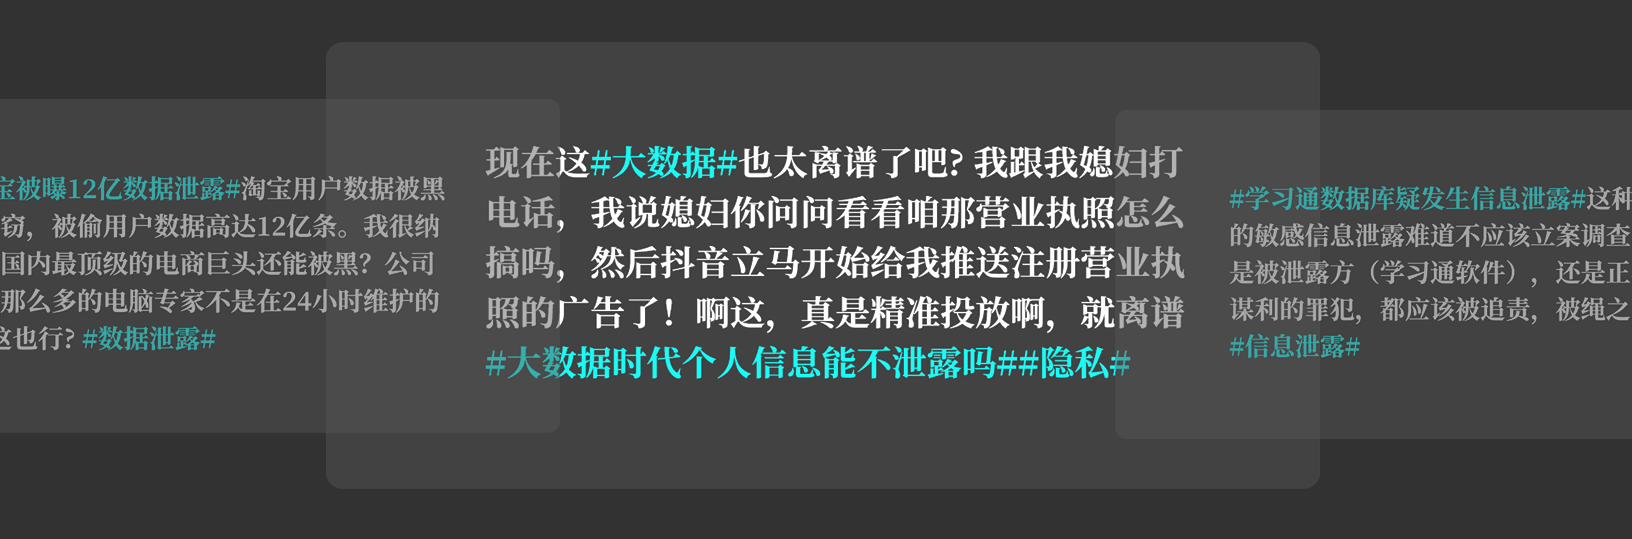 宝被曝12亿数据泄露#淘宝用户数据被黑
窃，被偷用户数据高达12亿条。我很纳
国内最顶级的电商巨头还能被黑？公司
那么多的电脑专家不是在24小时维护的
这也行? #数据泄露#
现在这#大数据#也太离谱了吧? 我跟我媳妇打
电话，我说媳妇你问问看看咱那营业执照怎么
搞吗，然后抖音立马开始给我推送注册营业执
照的广告了！啊这，真是精准投放啊，就离谱
#大数据时代个人信息能不泄露吗##隐私#
#学习通数据库疑发生信息泄露#这种
的敏感信息泄露难道不应该立案调查
是被泄露方（学习通软件），还是正
谋利的罪犯，都应该被追责，被绳之
#信息泄露#